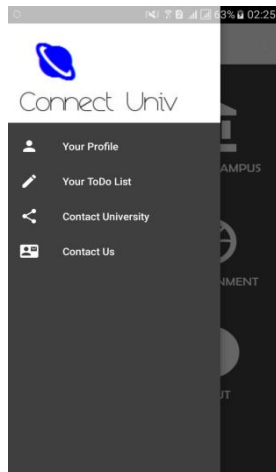 63% 02:25
Connect Univ
Your Profile
AMPUS
Your ToDo List
Contact University
Contact Us
NMENT
UT